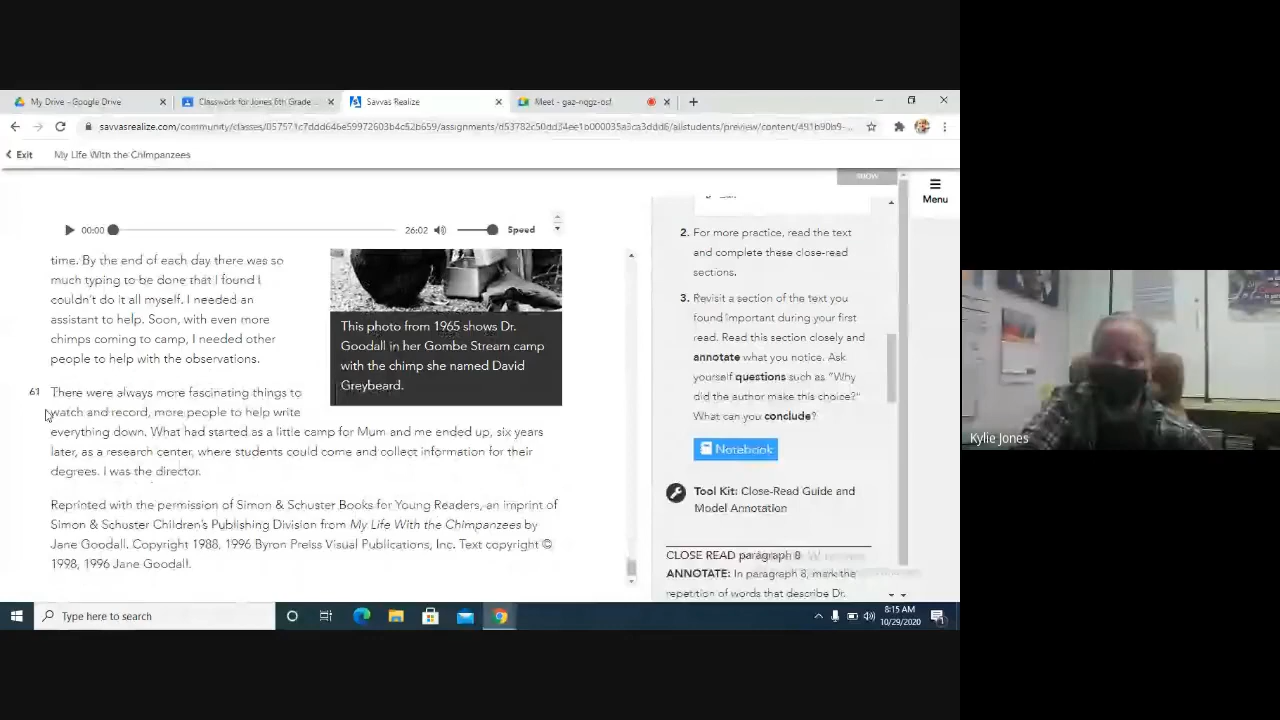 My Drive - Google Drive
Classwork for Jones 6th Grade
Savvas Realize
Meet - gaz-nqgz-osf
Exit
My Life With the Chimpanzees
SHOW
Menu
00:00
26:02
Speed
time. By the end of each day there was so
much typing to be done that I found I
couldn't do it all myself. I needed an
assistant to help. Soon, with even more
chimps coming to camp, I needed other
people to help with the observations.
This photo from 1965 shows Dr.
Goodall in her Gombe Stream camp
with the chimp she named David
Greybeard.
61 There were always more fascinating things to
watch and record, more people to help write
everything down. What had started as a little camp for Mum and me ended up, six years
later, as a research center, where students could come and collect information for their
degrees. I was the director.
Reprinted with the permission of Simon & Schuster Books for Young Readers, an imprint of
Simon & Schuster Children's Publishing Division from My Life With the Chimpanzees by
Jane Goodall. Copyright 1988, 1996 Byron Preiss Visual Publications, Inc. Text copyright ©
1998, 1996 Jane Goodall.
2. For more practice, read the text
and complete these close-read
sections.
3. Revisit a section of the text you
found important during your first
read. Read this section closely and
annotate what you notice. Ask
yourself questions such as "Why
did the author make this choice?"
What can you conclude?
Notebook
Tool Kit: Close-Read Guide and
Model Annotation
CLOSE READ paragraph 8
ANNOTATE: In paragraph 8, mark the
repetition of words that describe Dr.
Type here to search
8:15 AM
10/29/2020
Kylie Jones